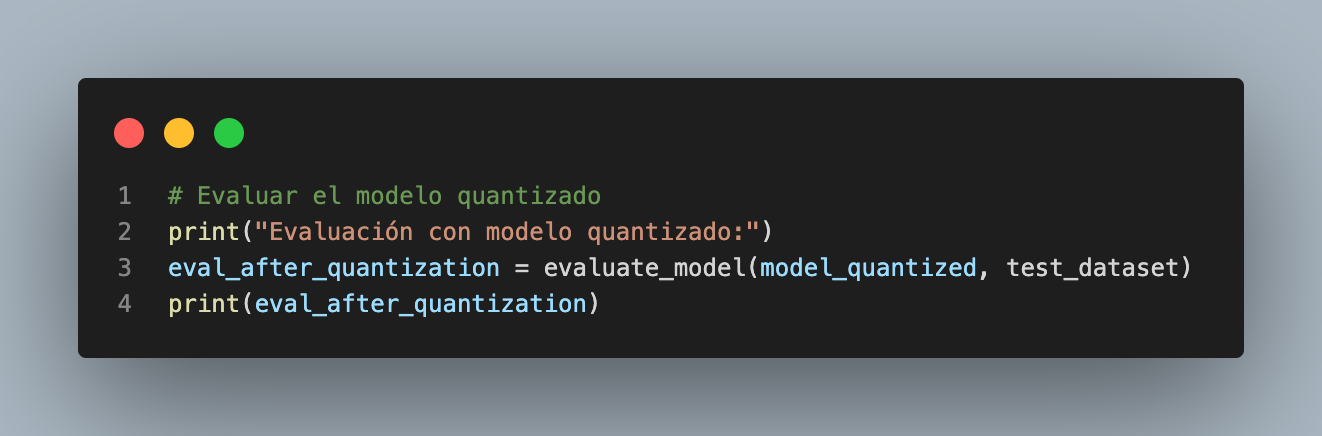 1 # Evaluar el modelo quantizado
2 print("Evaluación con modelo quantizado:")
3 eval_after_quantization = evaluate_model(model_quantized, test_dataset)
4 print(eval_after_quantization)